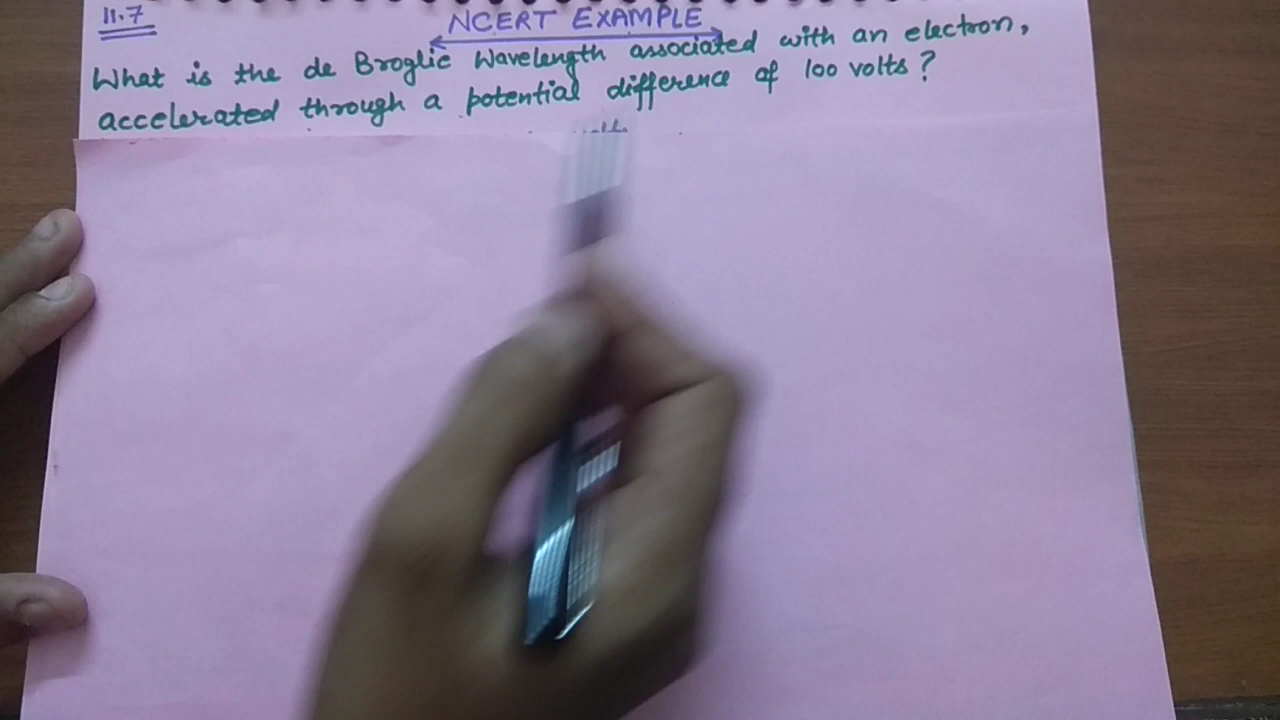 11.7
NCERT EXAMPLE
What is the de Broglie Wavelength associated with an electron,
accelerated through a potential difference of 100 volts?